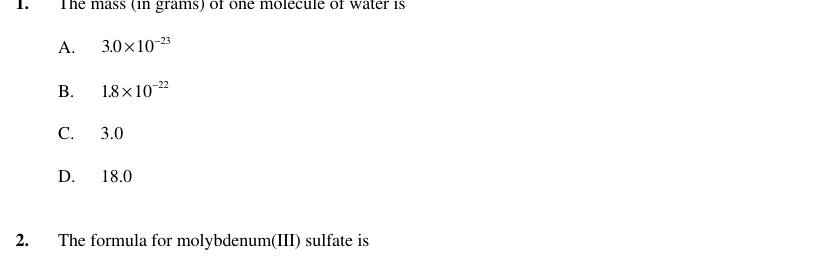 1. The mass (in grams) of one molecule of water is
A. 3.0×10⁻²³
B. 1.8×10⁻²²
C. 3.0
D. 18.0
2. The formula for molybdenum(III) sulfate is